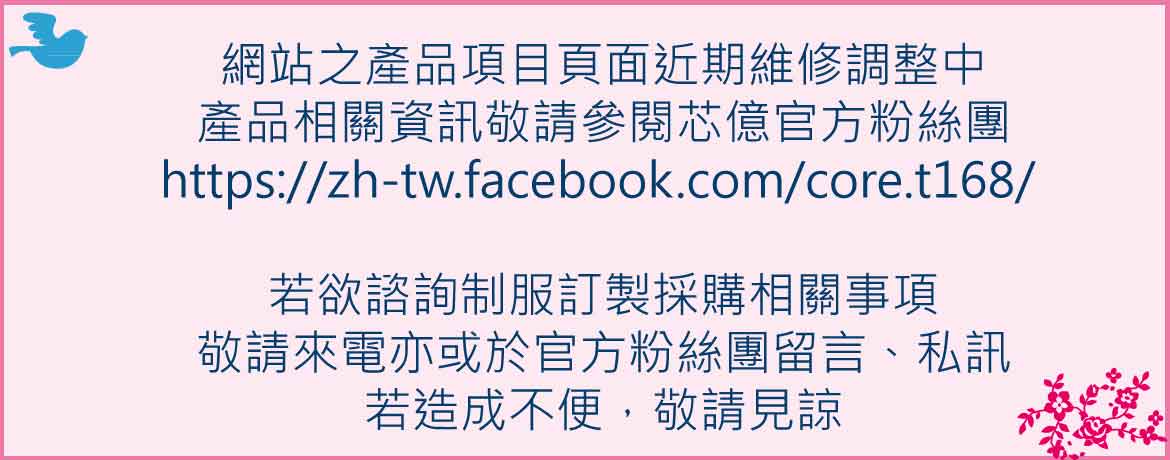 網站之產品項目頁面近期維修調整中
產品相關資訊敬請參閱芯億官方粉絲團
https://zh-tw.facebook.com/core.t168/
若欲諮詢制服訂製採購相關事項
敬請來電亦或於官方粉絲團留言、私訊
若造成不便，敬請見諒